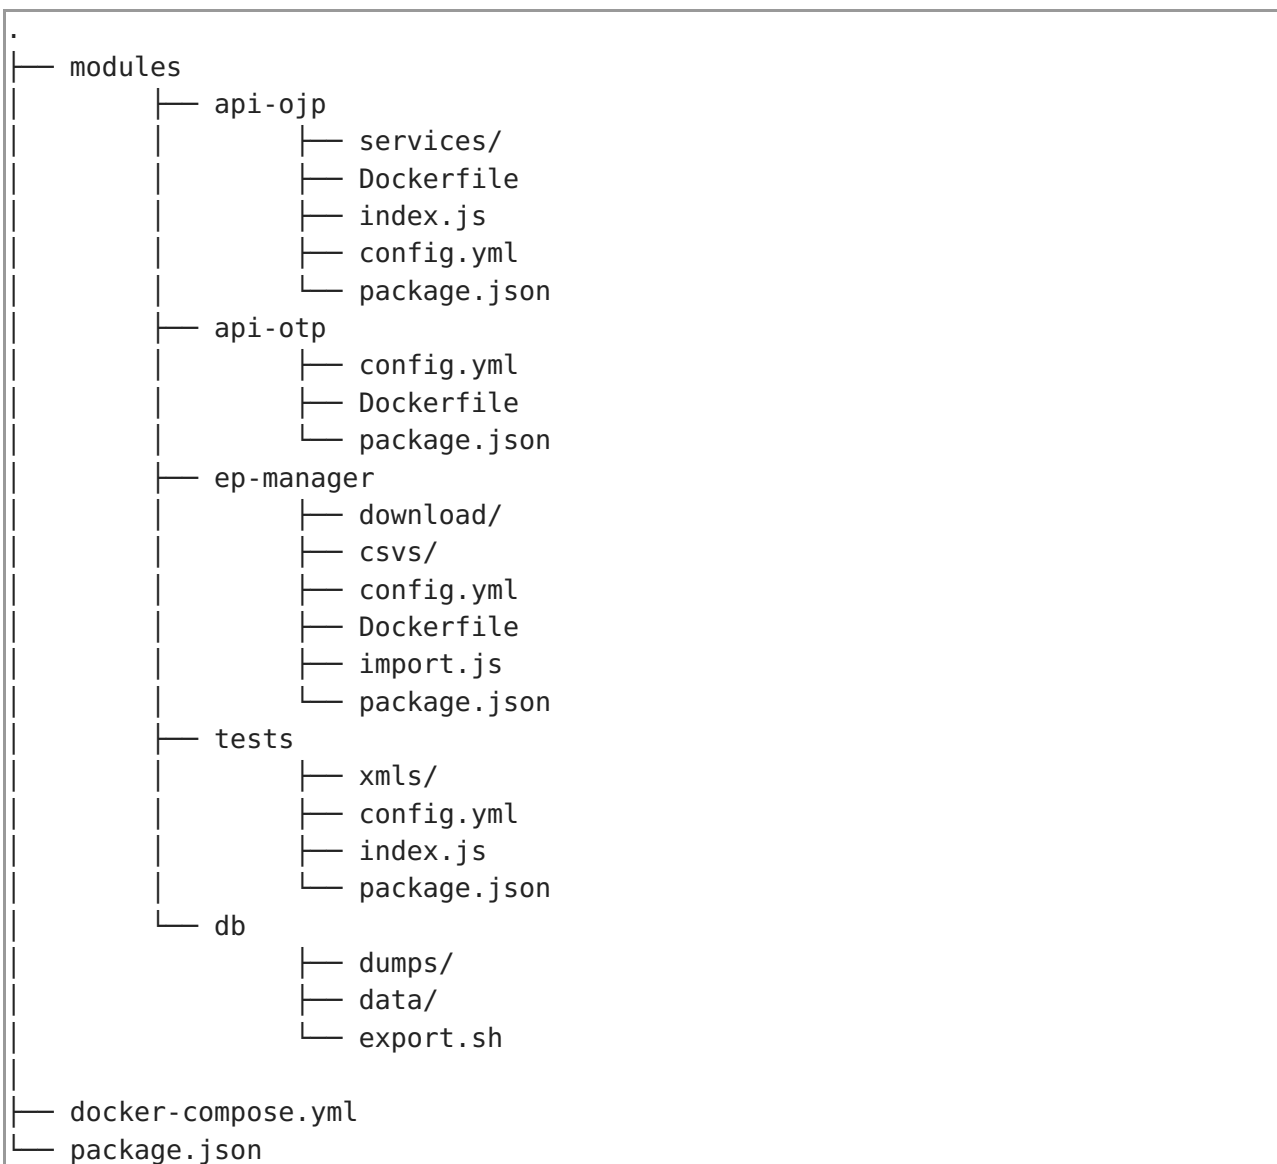 .
├── modules
│        ├── api-ojp
│        │        ├── services/
│        │        ├── Dockerfile
│        │        ├── index.js
│        │        ├── config.yml
│        │        └── package.json
│        ├── api-otp
│        │        ├── config.yml
│        │        ├── Dockerfile
│        │        └── package.json
│        ├── ep-manager
│        │        ├── download/
│        │        ├── csvs/
│        │        ├── config.yml
│        │        ├── Dockerfile
│        │        ├── import.js
│        │        └── package.json
│        ├── tests
│        │        ├── xmls/
│        │        ├── config.yml
│        │        ├── index.js
│        │        └── package.json
│        └── db
│                 ├── dumps/
│                 ├── data/
│                 └── export.sh
│
├── docker-compose.yml
└── package.json